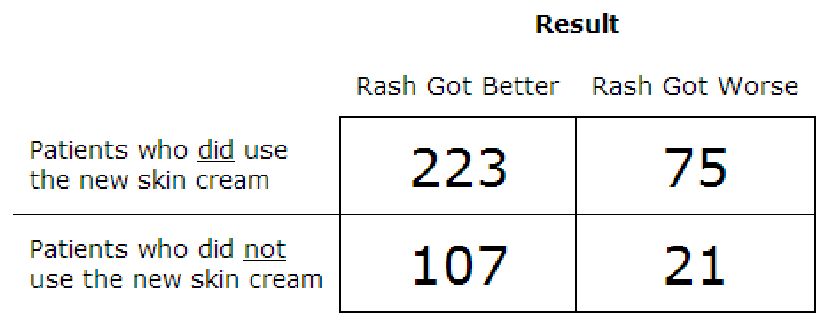 Result
Rash Got Better Rash Got Worse
Patients who did use
the new skin cream
223 75
Patients who did not
use the new skin cream
107 21